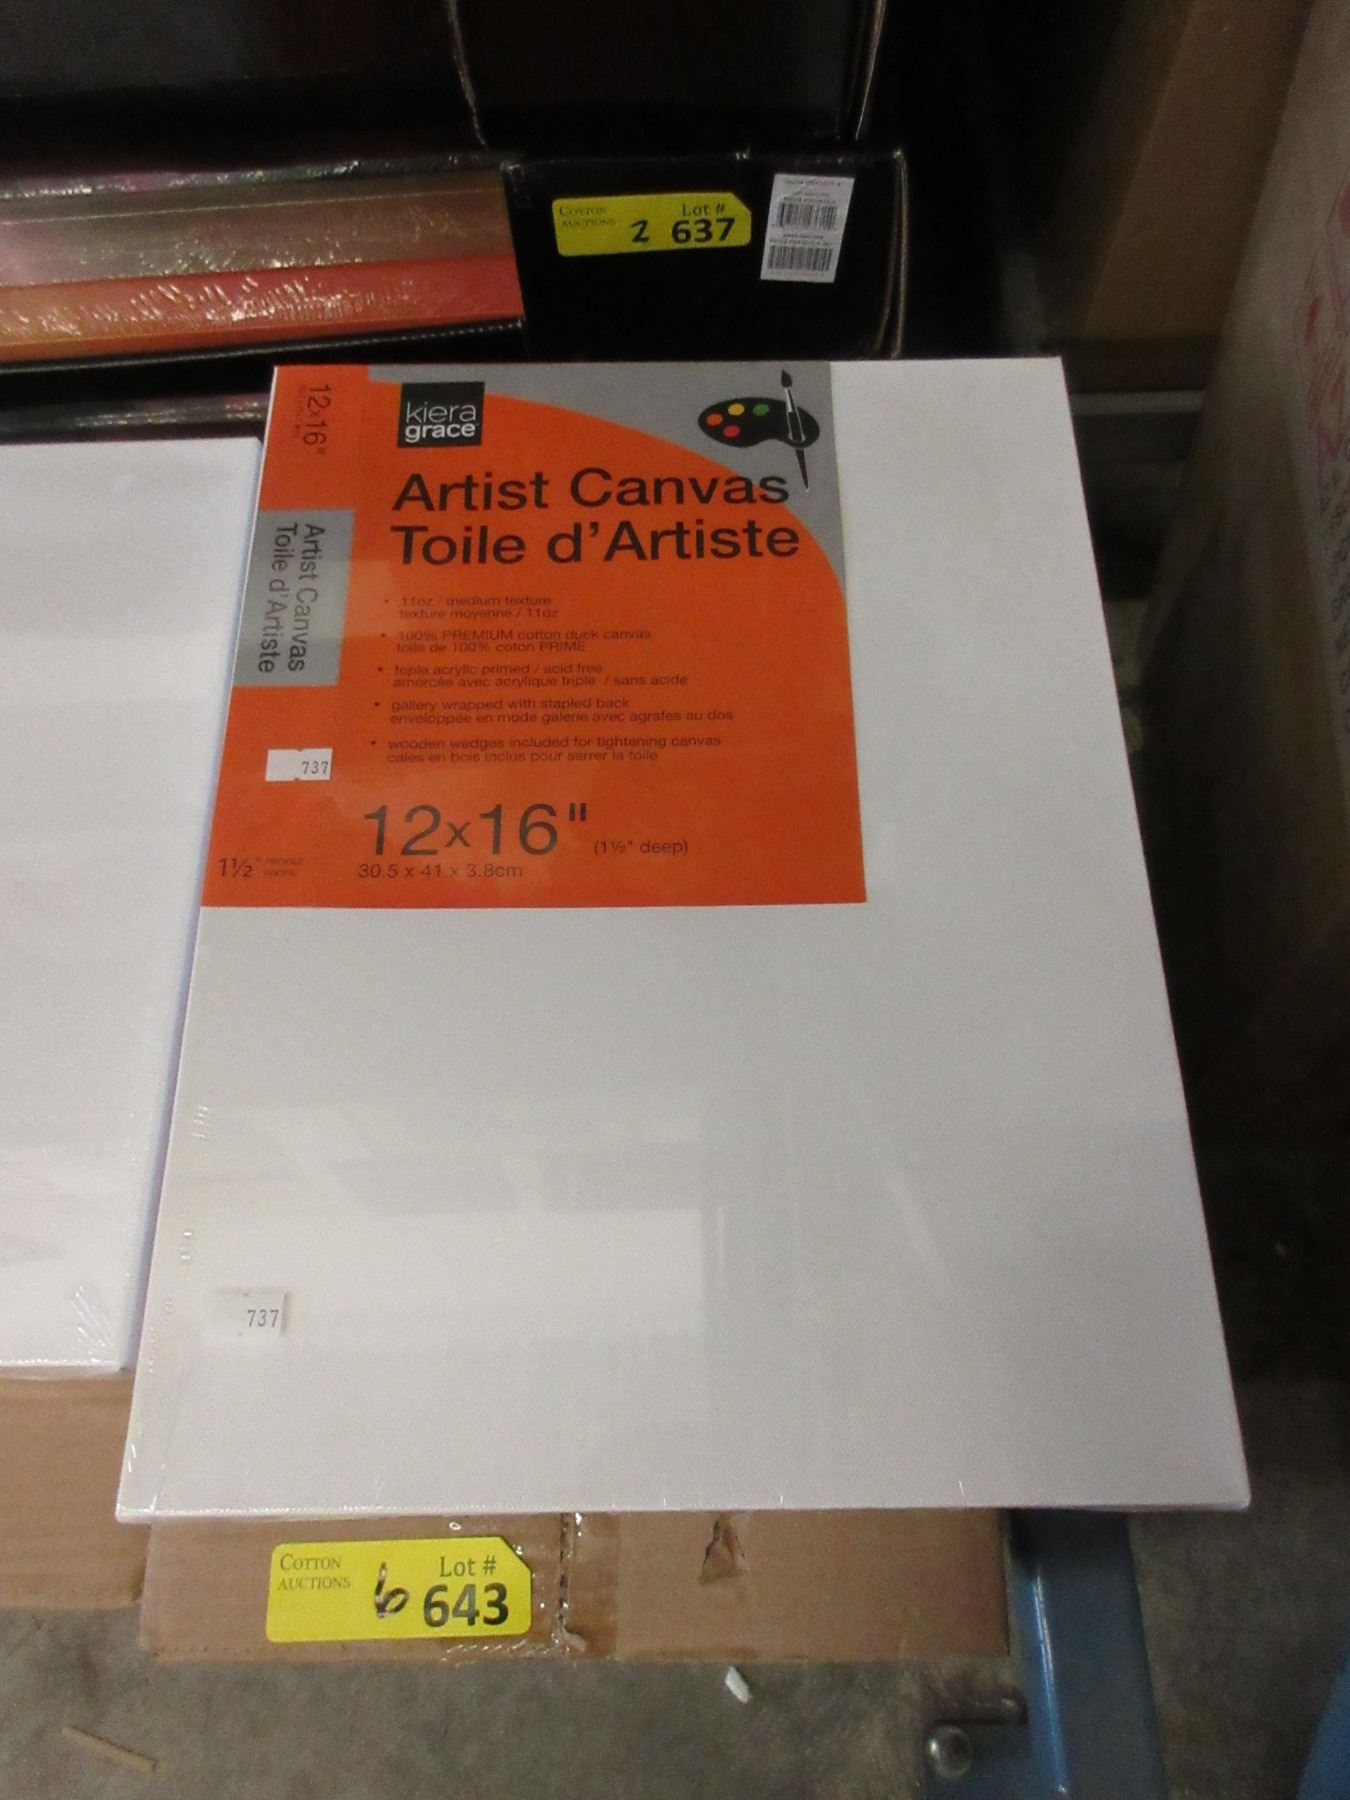 COTTON
AUCTIONS
2
Lot #
637
12x16"
Artist Canvas
Toile d'Artiste
737
1½" PROFILE
kiera
grace
Artist Canvas
Toile d'Artiste
• 11oz / medium texture
texture moyenne / 11oz
• 100% PREMIUM cotton duck canvas
toile de 100% coton PRIME
• triple acrylic primed / acid free
amorcée avec acrylique triple / sans acide
• gallery wrapped with stapled back
enveloppée en mode galerie avec agrafes au dos
• wooden wedges included for tightening canvas
cales en bois inclus pour serrer la toile
12x16" (1½" deep)
30.5 x 41 x 3.8cm
737
COTTON
AUCTIONS
6
Lot #
643